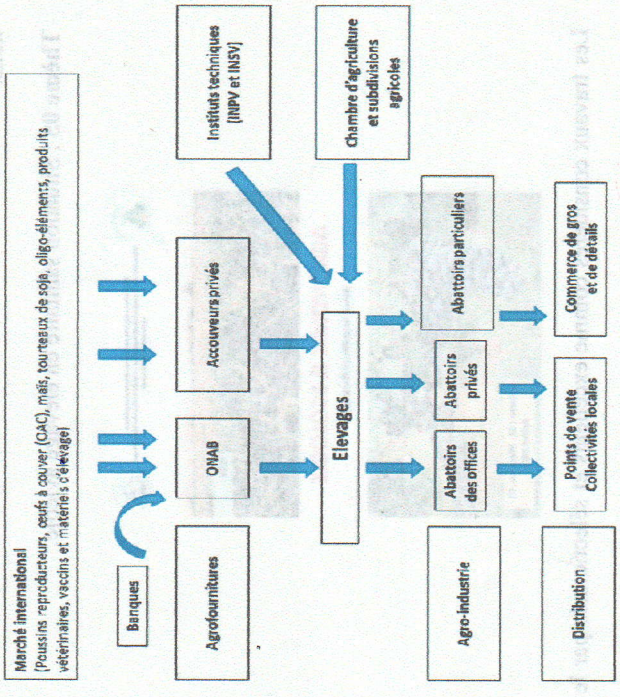 Marché international
(Poussins reproducteurs, œufs à couver (OAC), maïs, tourteaux de soja, oligo-éléments, produits
vétérinaires, vaccins et matériels d'élevage)
Banques
Agrofournitures
ONAB
Accouveurs privés
Instituts techniques
(INPV et INSV)
Elevages
Chambre d'agriculture
et subdivisions
agricoles
Agro-industrie
Abattoirs
des offices
Abattoirs
privés
Abattoirs particuliers
Distribution
Points de vente
Collectivités locales
Commerce de gros
et de détails